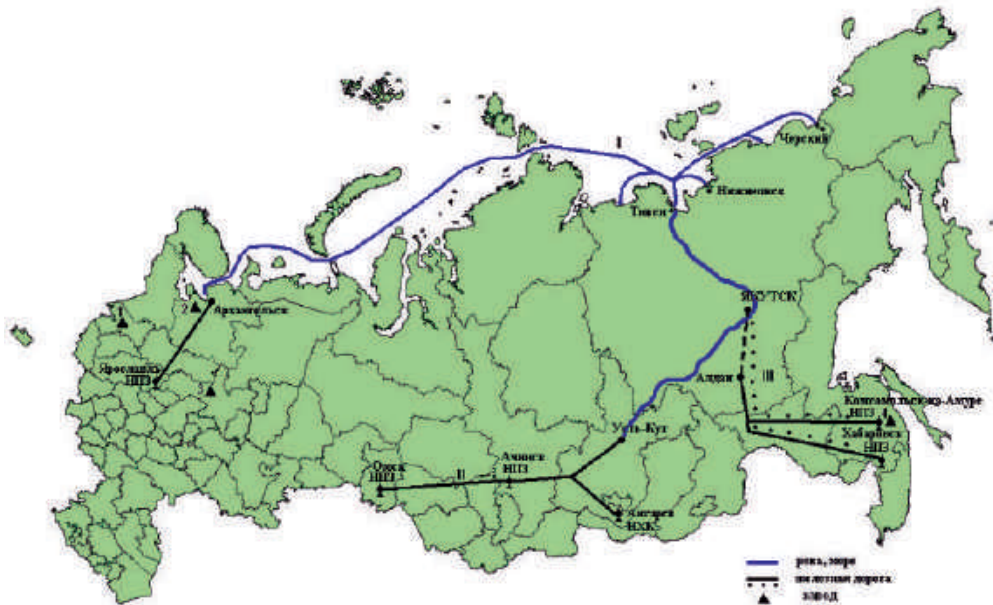 I
Черский
Нижнеянск
Тикси
ЯКУТСК
1
2
Архангельск
Ярославль
НПЗ
3
Алдан
III
Комсомольск-на-Амуре
НПЗ
4
Хабаровск
НПЗ
Усть-Кут
Омск
НПЗ
II
Ачинск
НПЗ
Ангарск
НХК
река, море
железная дорога
завод